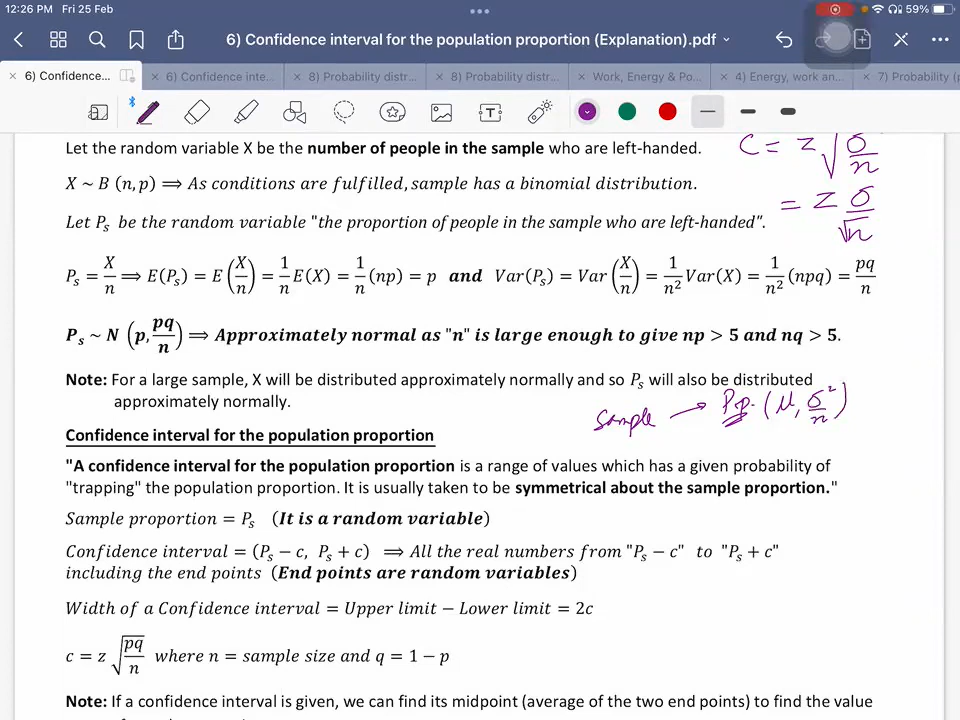 12:26 PM Fri 25 Feb
59%
6) Confidence interval for the population proportion (Explanation).pdf
6) Confidence...
6) Confidence inte...
8) Probability distr...
8) Probability distr...
Work, Energy & Po...
4) Energy, work an...
7) Probability (p
Let the random variable X be the number of people in the sample who are left-handed.
C = z √(σ²/n)
= z σ/√n
X ~ B (n, p) ⟹ As conditions are fulfilled, sample has a binomial distribution.
Let Pₛ be the random variable "the proportion of people in the sample who are left-handed".
Pₛ = X/n ⟹ E(Pₛ) = E(X/n) = 1/n E(X) = 1/n (np) = p and Var(Pₛ) = Var(X/n) = 1/n² Var(X) = 1/n² (npq) = pq/n
Pₛ ~ N (p, pq/n) ⟹ Approximately normal as "n" is large enough to give np > 5 and nq > 5.
Note: For a large sample, X will be distributed approximately normally and so Pₛ will also be distributed
approximately normally.
Sample → Pop. (μ, σ²/n)
Confidence interval for the population proportion
"A confidence interval for the population proportion is a range of values which has a given probability of
"trapping" the population proportion. It is usually taken to be symmetrical about the sample proportion."
Sample proportion = Pₛ (It is a random variable)
Confidence interval = (Pₛ − c, Pₛ + c) ⟹ All the real numbers from "Pₛ − c" to "Pₛ + c"
including the end points (End points are random variables)
Width of a Confidence interval = Upper limit − Lower limit = 2c
c = z √(pq/n) where n = sample size and q = 1 − p
Note: If a confidence interval is given, we can find its midpoint (average of the two end points) to find the value